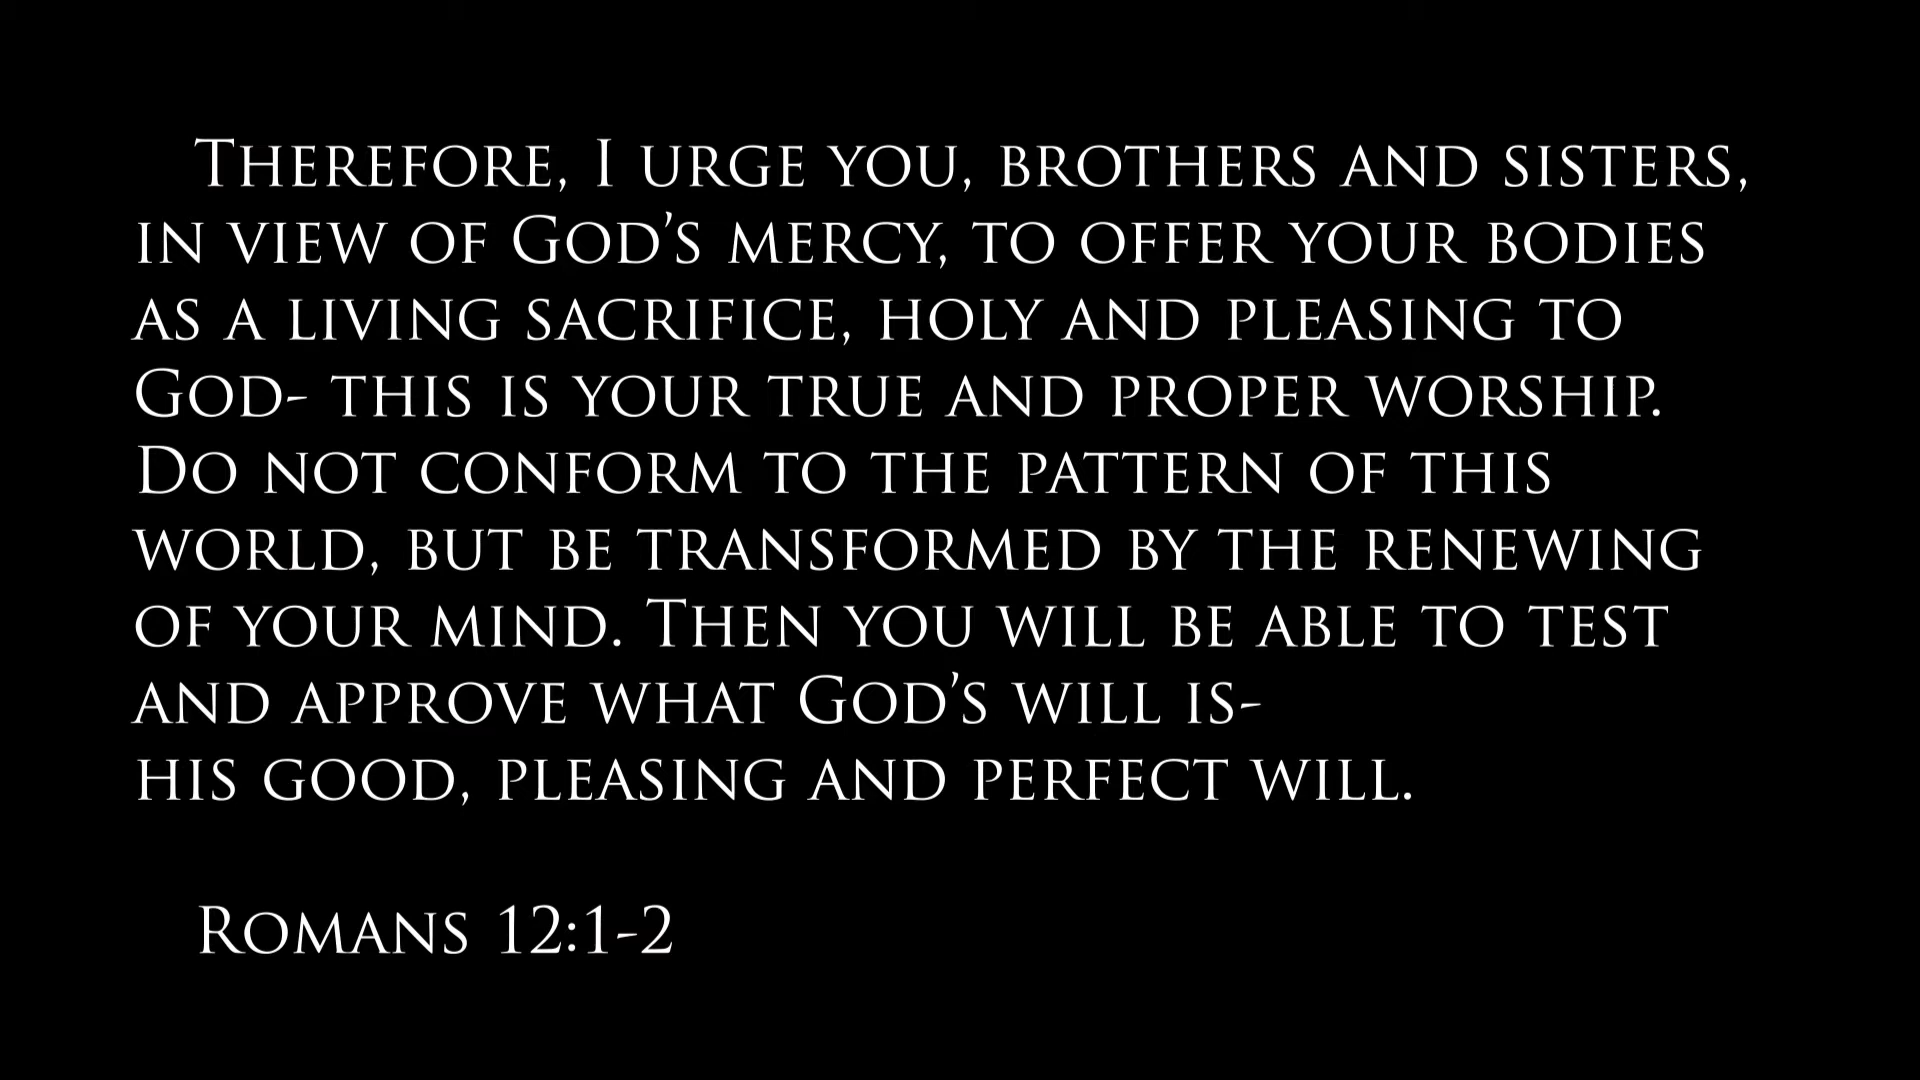 Therefore, I urge you, brothers and sisters,
in view of God’s mercy, to offer your bodies
as a living sacrifice, holy and pleasing to
God- this is your true and proper worship.
Do not conform to the pattern of this
world, but be transformed by the renewing
of your mind. Then you will be able to test
and approve what God’s will is-
his good, pleasing and perfect will.
Romans 12:1-2